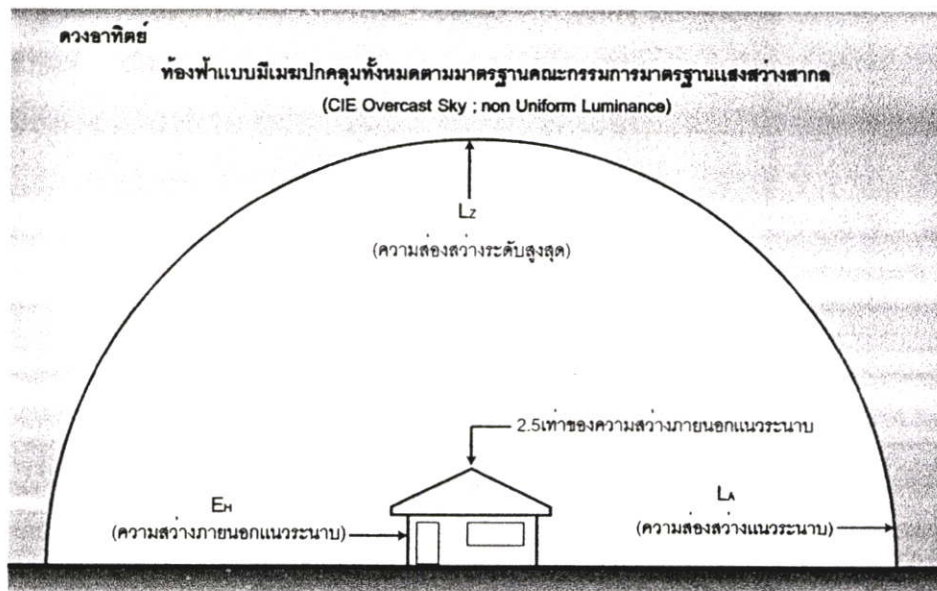 ดวงอาทิตย์
ท้องฟ้าแบบมีเมฆปกคลุมทั้งหมดตามมาตรฐานคณะกรรมการมาตรฐานแสงสว่างสากล
(CIE Overcast Sky ; non Uniform Luminance)
Lz
(ความส่องสว่างระดับสูงสุด)
2.5เท่าของความสว่างภายนอกแนวระนาบ
EH
(ความสว่างภายนอกแนวระนาบ)
LA
(ความส่องสว่างแนวระนาบ)